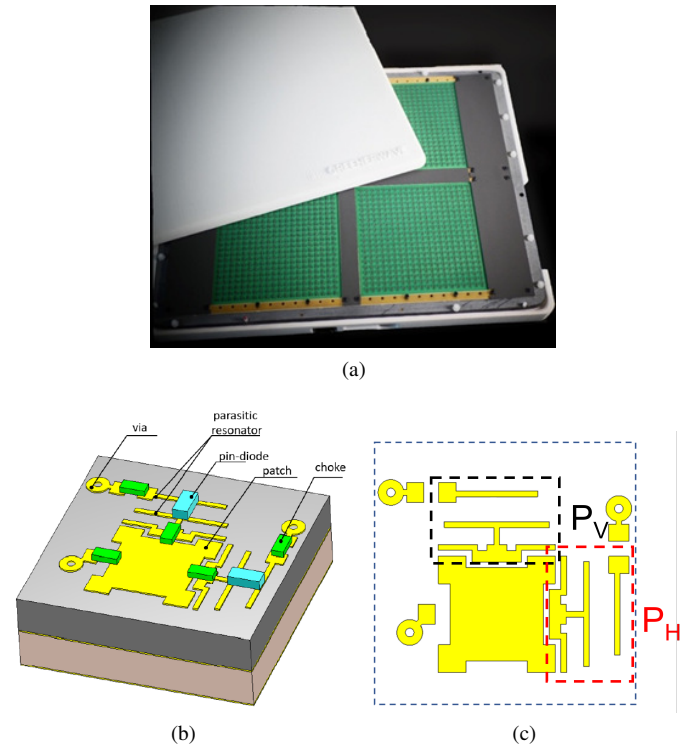 (a)
via
parasitic
resonator
pin-diode
patch
choke
P_V
P_H
(b)
(c)